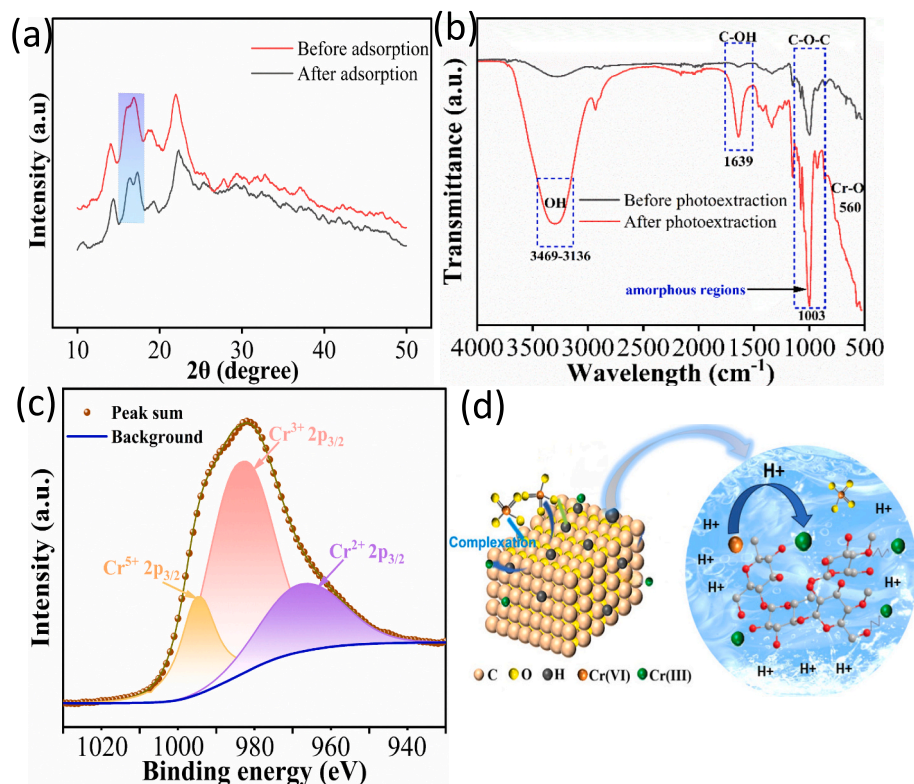 (a)
Before adsorption
After adsorption
Intensity (a.u)
10 20 30 40 50
2θ (degree)
(b)
C-OH
C-O-C
1639
OH
3469-3136
Before photoextraction
After photoextraction
Cr-O
560
amorphous regions
1003
Transmittance (a.u.)
4000 3500 3000 2500 2000 1500 1000 500
Wavelength (cm⁻¹)
(c)
Peak sum
Background
Cr³⁺ 2p₃/₂
Cr⁵⁺ 2p₃/₂
Cr²⁺ 2p₃/₂
Intensity (a.u.)
1020 1000 980 960 940
Binding energy (eV)
(d)
Complexation
C O H Cr(VI) Cr(III)
H+
H+
H+
H+
H+
H+
H+
H+
H+
H+